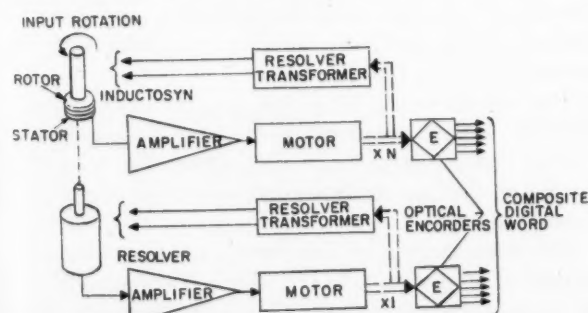 INPUT ROTATION
ROTOR
STATOR
INDUCTOSYN
RESOLVER
TRANSFORMER
AMPLIFIER
MOTOR
X N
E
RESOLVER
TRANSFORMER
OPTICAL
ENCORDERS
COMPOSITE
DIGITAL
WORD
RESOLVER
AMPLIFIER
MOTOR
X I
E